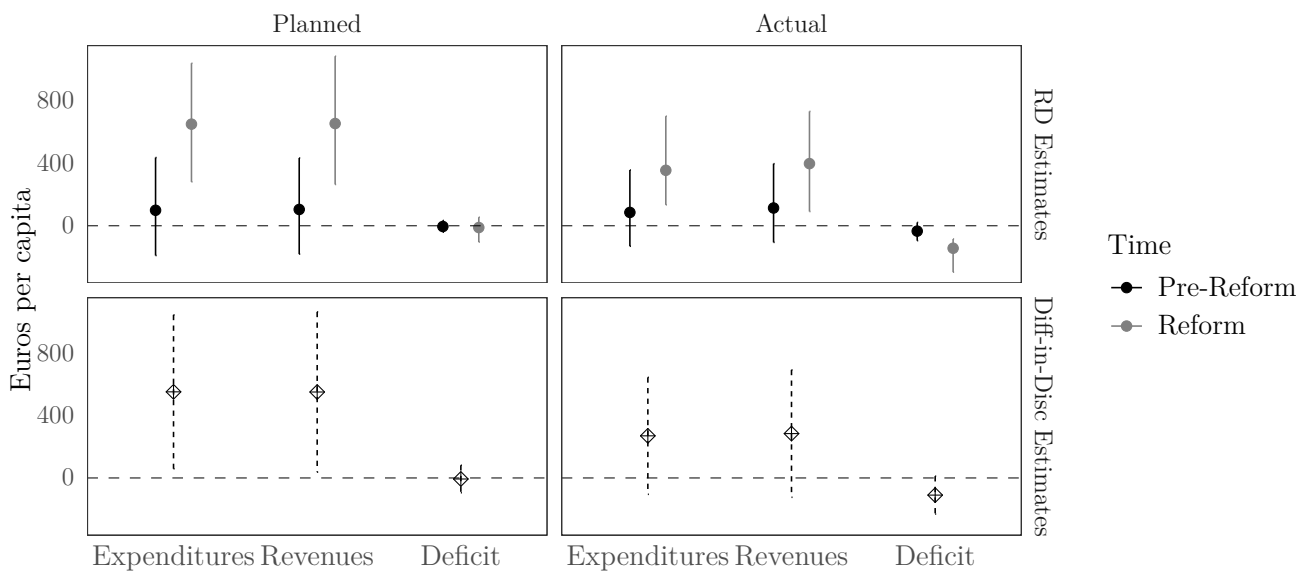 Planned
Actual
Euros per capita
800
400
0
RD Estimates
800
400
0
Diff-in-Disc Estimates
Expenditures Revenues Deficit
Expenditures Revenues Deficit
Time
Pre-Reform
Reform